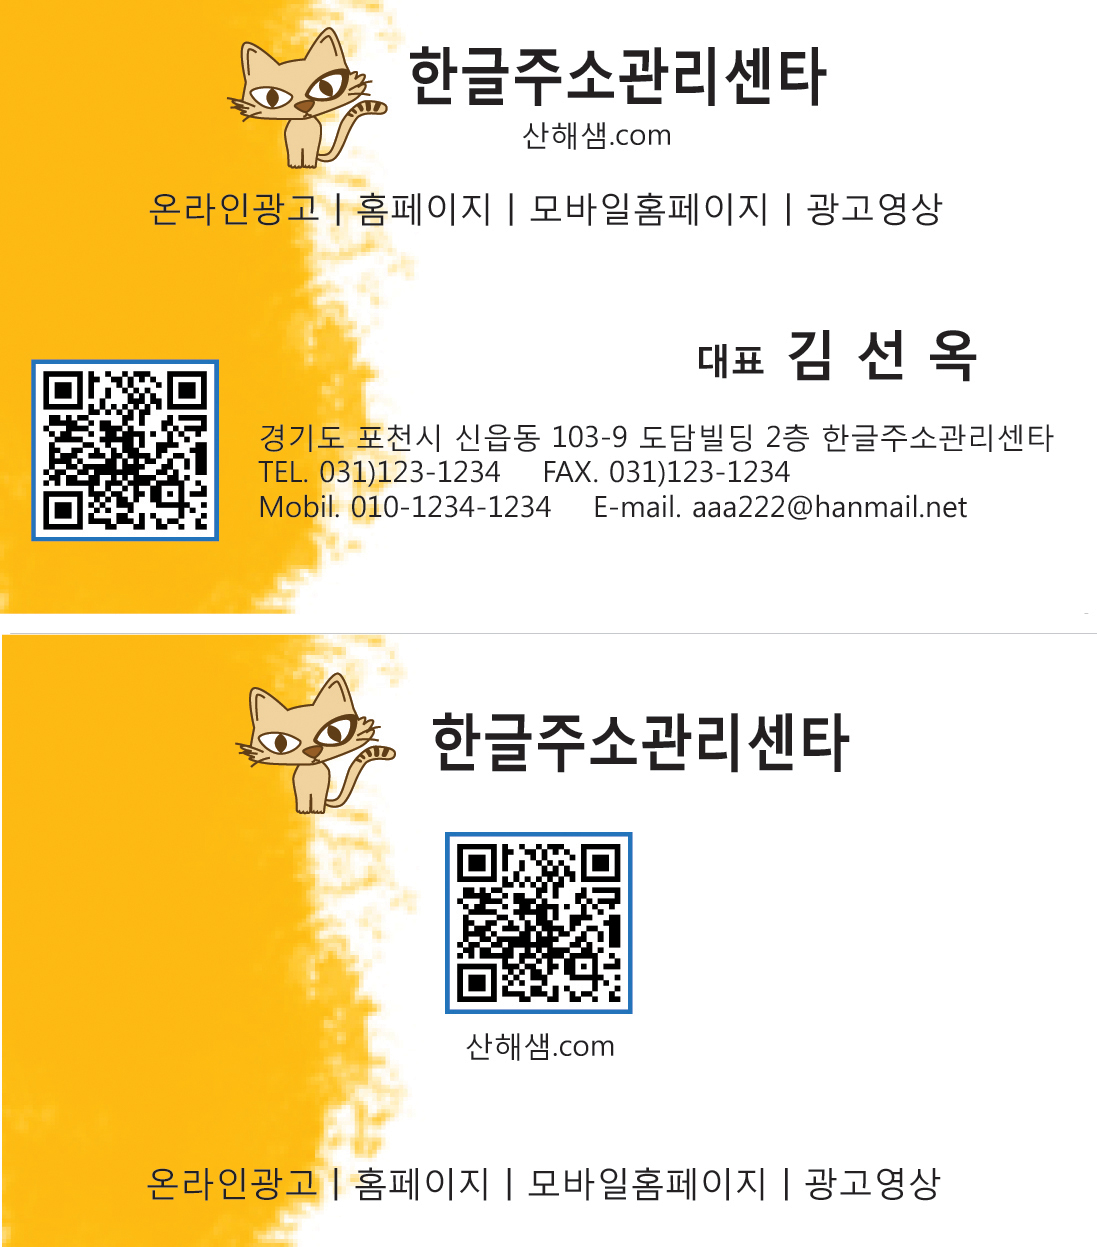 한글주소관리센타
산해샘.com
온라인광고 | 홈페이지 | 모바일홈페이지 | 광고영상
대표 김 선 옥
경기도 포천시 신읍동 103-9 도담빌딩 2층 한글주소관리센타
TEL. 031)123-1234 FAX. 031)123-1234
Mobil. 010-1234-1234 E-mail. aaa222@hanmail.net
한글주소관리센타
산해샘.com
온라인광고 | 홈페이지 | 모바일홈페이지 | 광고영상